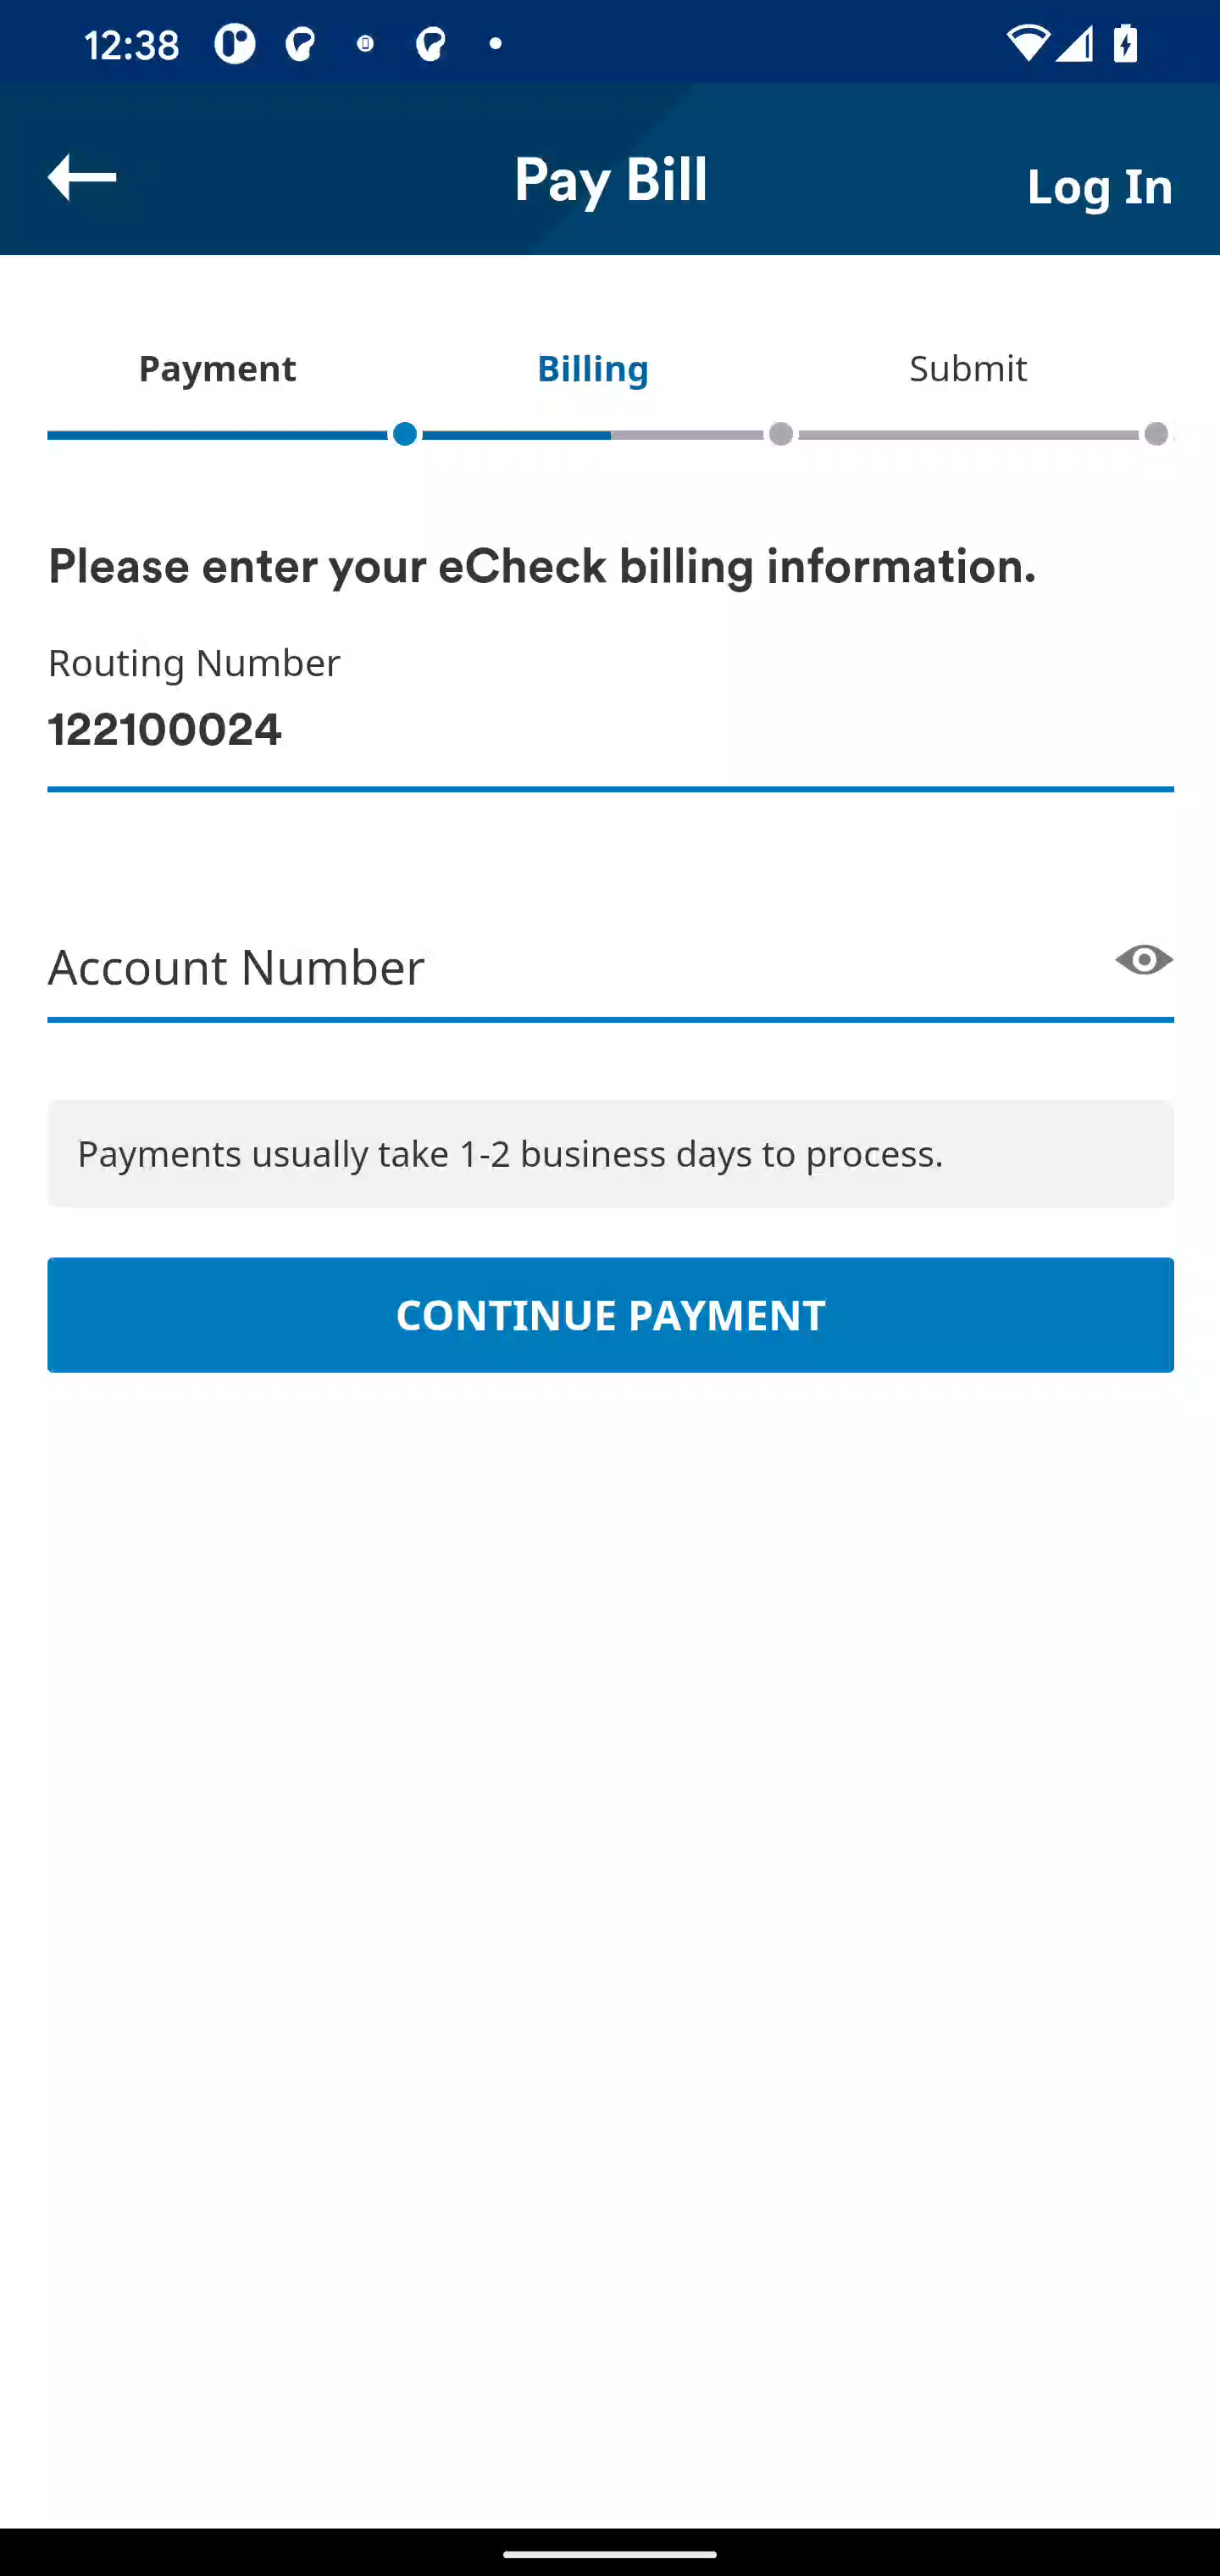 12:38
Pay Bill
Log In
Payment
Billing
Submit
Please enter your eCheck billing information.
Routing Number
122100024
Account Number
Payments usually take 1-2 business days to process.
CONTINUE PAYMENT